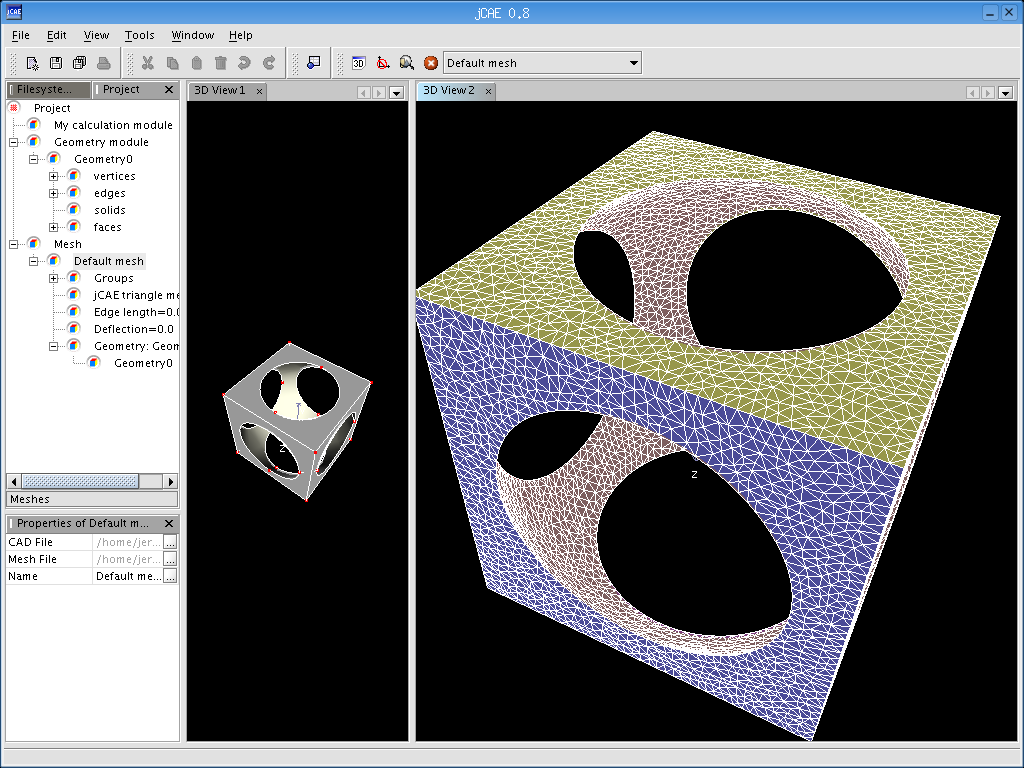 jCAE jCAE 0.8
File Edit View Tools Window Help
3D Default mesh
Filesyste... Project 3D View 1 3D View 2
Project
My calculation module
Geometry module
Geometry0
vertices
edges
solids
faces
Mesh
Default mesh
Groups
jCAE triangle me
Edge length=0.0
Deflection=0.0
Geometry: Geom
Geometry0
Z
Z
Meshes
Properties of Default m...
CAD File /home/jer... ...
Mesh File /home/jer... ...
Name Default me... ...